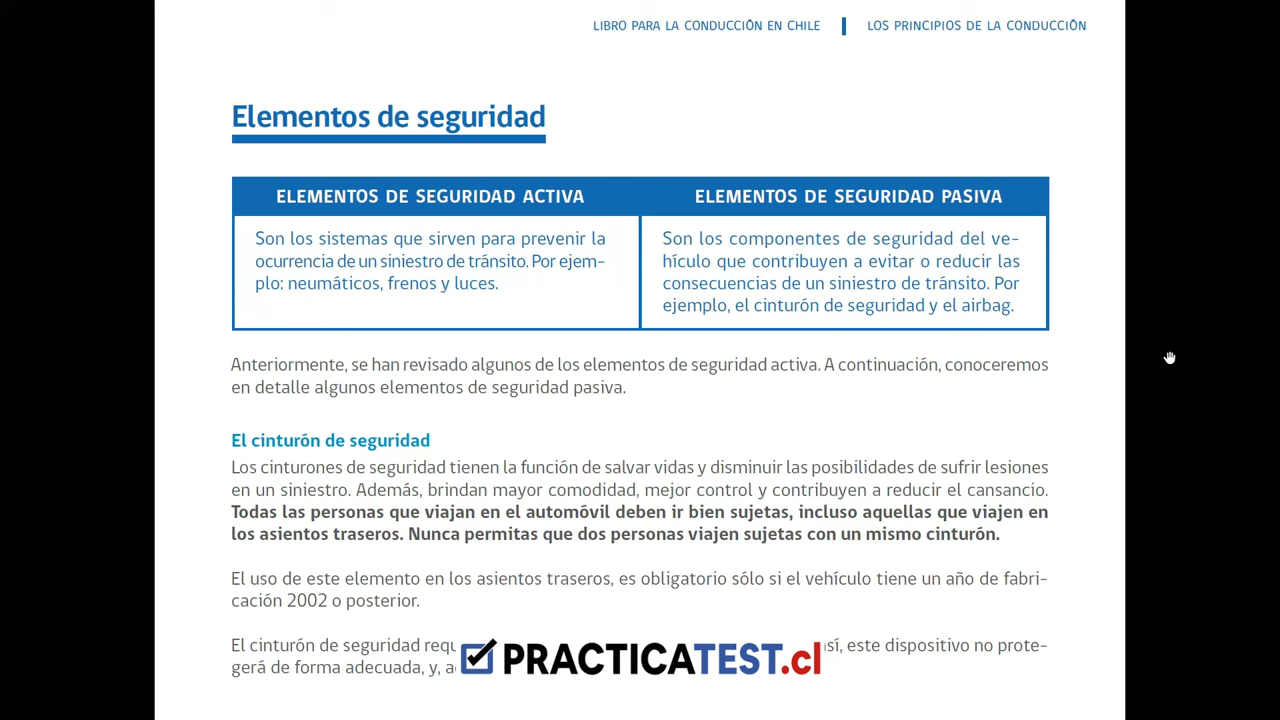 LIBRO PARA LA CONDUCCIÓN EN CHILE | LOS PRINCIPIOS DE LA CONDUCCIÓN
Elementos de seguridad
ELEMENTOS DE SEGURIDAD ACTIVA
Son los sistemas que sirven para prevenir la
ocurrencia de un siniestro de tránsito. Por ejem-
plo: neumáticos, frenos y luces.
ELEMENTOS DE SEGURIDAD PASIVA
Son los componentes de seguridad del ve-
hículo que contribuyen a evitar o reducir las
consecuencias de un siniestro de tránsito. Por
ejemplo, el cinturón de seguridad y el airbag.
Anteriormente, se han revisado algunos de los elementos de seguridad activa. A continuación, conoceremos
en detalle algunos elementos de seguridad pasiva.
El cinturón de seguridad
Los cinturones de seguridad tienen la función de salvar vidas y disminuir las posibilidades de sufrir lesiones
en un siniestro. Además, brindan mayor comodidad, mejor control y contribuyen a reducir el cansancio.
Todas las personas que viajan en el automóvil deben ir bien sujetas, incluso aquellas que viajen en
los asientos traseros. Nunca permitas que dos personas viajen sujetas con un mismo cinturón.
El uso de este elemento en los asientos traseros, es obligatorio sólo si el vehículo tiene un año de fabri-
cación 2002 o posterior.
El cinturón de seguridad este dispositivo no prote-
gerá de forma adecuada, y,
PRACTICATEST.cl